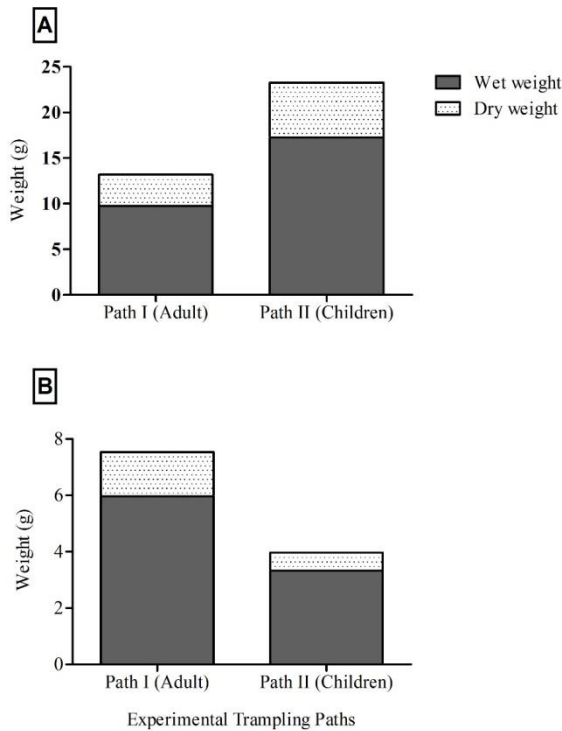 A
25
20
15
10
5
0
Weight (g)
Wet weight
Dry weight
Path I (Adult) Path II (Children)
B
8
6
4
2
0
Weight (g)
Path I (Adult) Path II (Children)
Experimental Trampling Paths